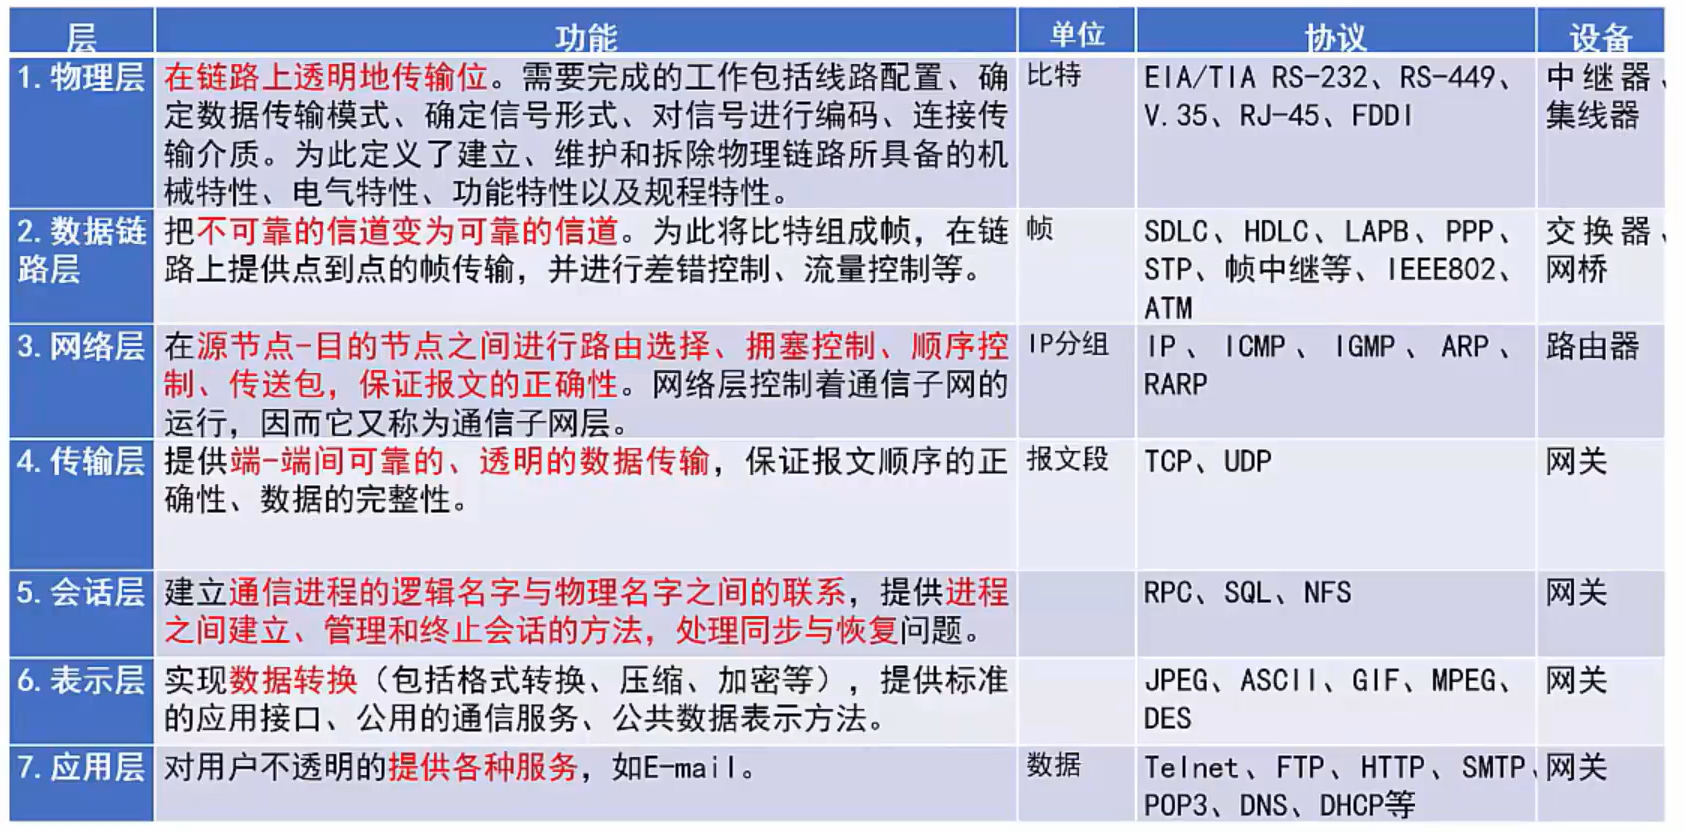 层 功能 单位 协议 设备
1.物理层 在链路上透明地传输位。需要完成的工作包括线路配置、确 比特 EIA/TIA RS-232、RS-449、 中继器、
定数据传输模式、确定信号形式、对信号进行编码、连接传 V.35、RJ-45、FDDI 集线器
输介质。为此定义了建立、维护和拆除物理链路所具备的机
械特性、电气特性、功能特性以及规程特性。
2.数据链 把不可靠的信道变为可靠的信道。为此将比特组成帧，在链 帧 SDLC、HDLC、LAPB、PPP、 交换器、
路层 路上提供点到点的帧传输，并进行差错控制、流量控制等。 STP、帧中继等、IEEE802、 网桥
ATM
3.网络层 在源节点-目的节点之间进行路由选择、拥塞控制、顺序控 IP分组 IP、ICMP、IGMP、ARP、 路由器
制、传送包，保证报文的正确性。网络层控制着通信子网的 RARP
运行，因而它又称为通信子网层。
4.传输层 提供端-端间可靠的、透明的数据传输，保证报文顺序的正 报文段 TCP、UDP 网关
确性、数据的完整性。
5.会话层 建立通信进程的逻辑名字与物理名字之间的联系，提供进程 RPC、SQL、NFS 网关
之间建立、管理和终止会话的方法，处理同步与恢复问题。
6.表示层 实现数据转换（包括格式转换、压缩、加密等），提供标准 JPEG、ASCII、GIF、MPEG、 网关
的应用接口、公用的通信服务、公共数据表示方法。 DES
7.应用层 对用户不透明的提供各种服务，如E-mail。 数据 Telnet、FTP、HTTP、SMTP、 网关
POP3、DNS、DHCP等